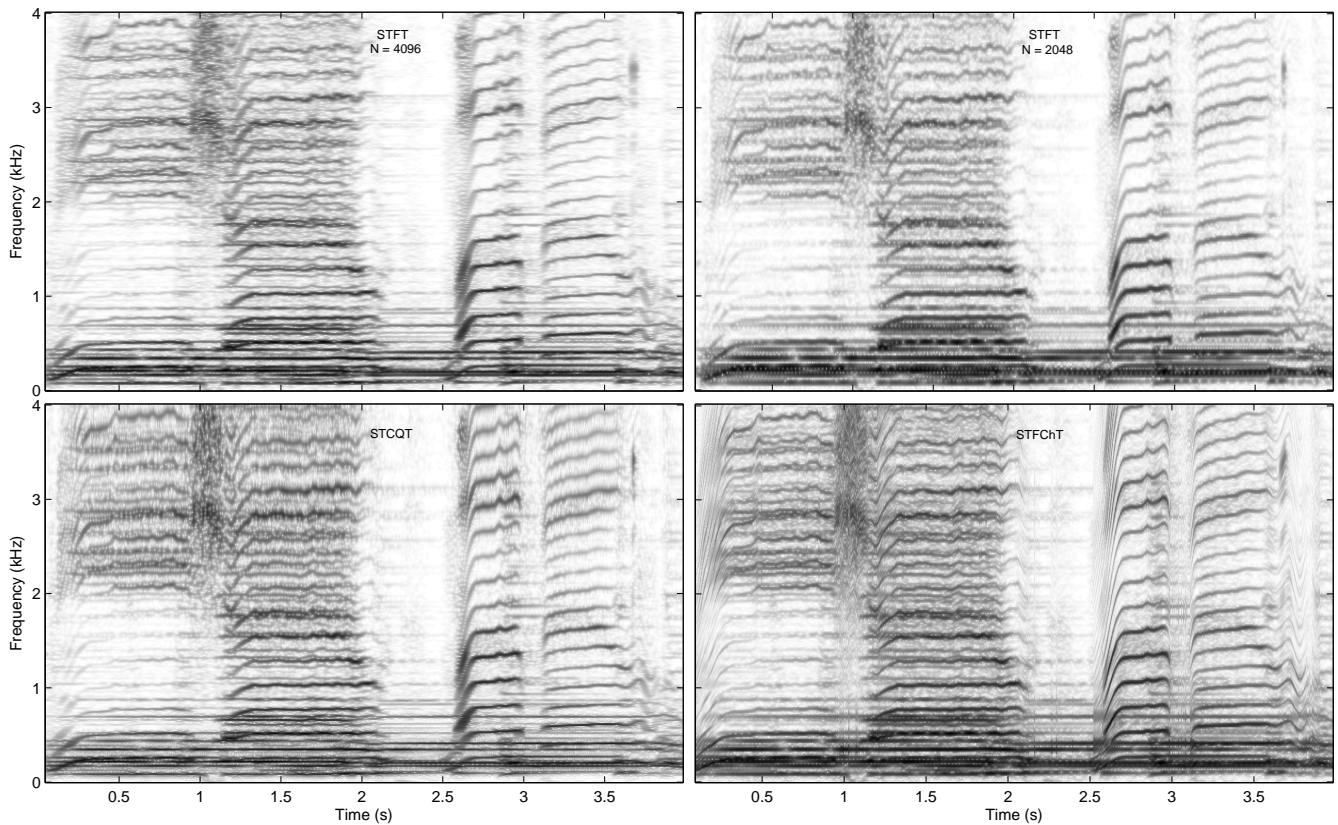 4
3
2
1
0
Frequency (kHz)
STFT
N = 4096
STFT
N = 2048
4
3
2
1
0
Frequency (kHz)
STCQT
STFChT
0.5 1 1.5 2 2.5 3 3.5
Time (s)
0.5 1 1.5 2 2.5 3 3.5
Time (s)